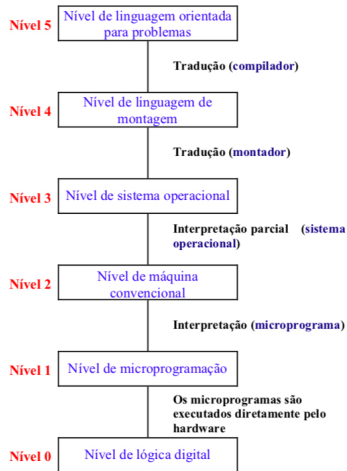 Nível 5
Nível de linguagem orientada
para problemas
Tradução (compilador)
Nível 4
Nível de linguagem de
montagem
Tradução (montador)
Nível 3
Nível de sistema operacional
Interpretação parcial (sistema
operacional)
Nível 2
Nível de máquina
convencional
Interpretação (microprograma)
Nível 1
Nível de microprogramação
Os microprogramas são
executados diretamente pelo
hardware
Nível 0
Nível de lógica digital